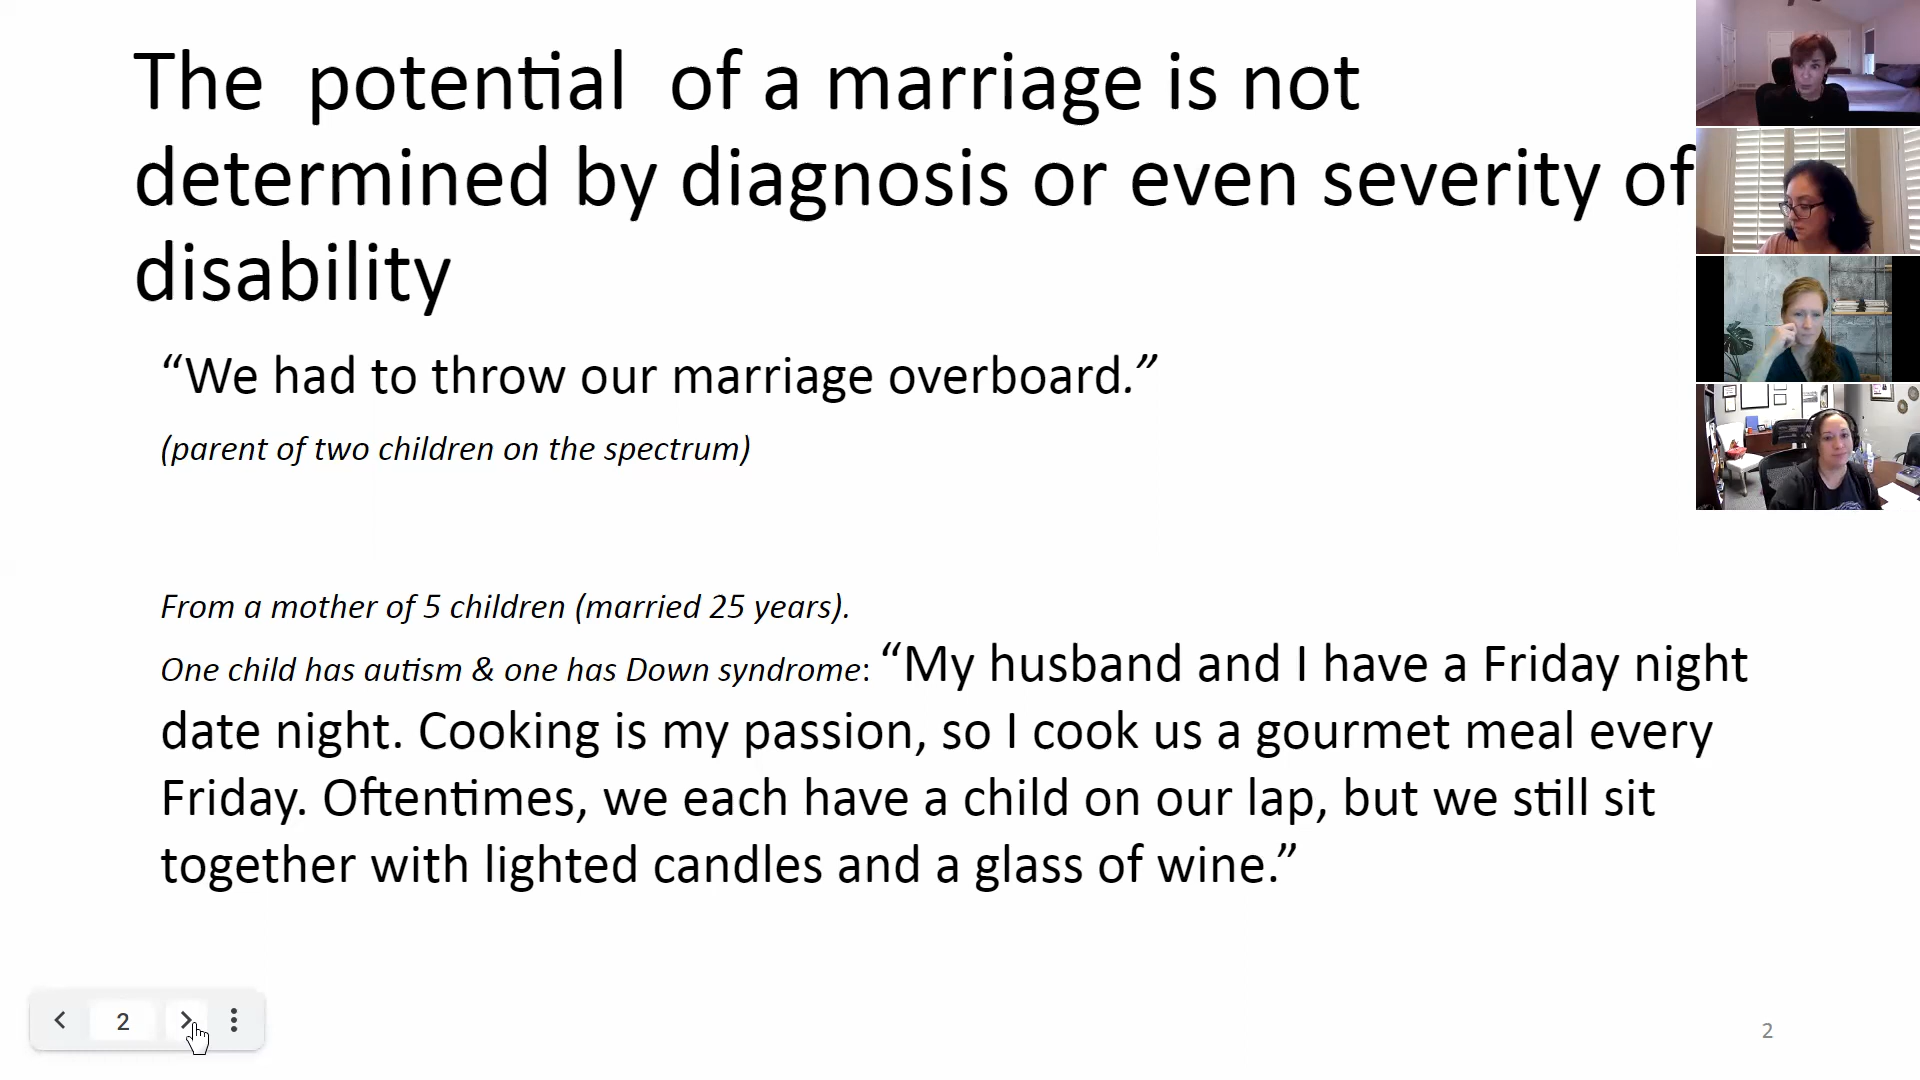 The potential of a marriage is not
determined by diagnosis or even severity of
disability
“We had to throw our marriage overboard.”
(parent of two children on the spectrum)
From a mother of 5 children (married 25 years).
One child has autism & one has Down syndrome: “My husband and I have a Friday night
date night. Cooking is my passion, so I cook us a gourmet meal every
Friday. Oftentimes, we each have a child on our lap, but we still sit
together with lighted candles and a glass of wine.”
2
2